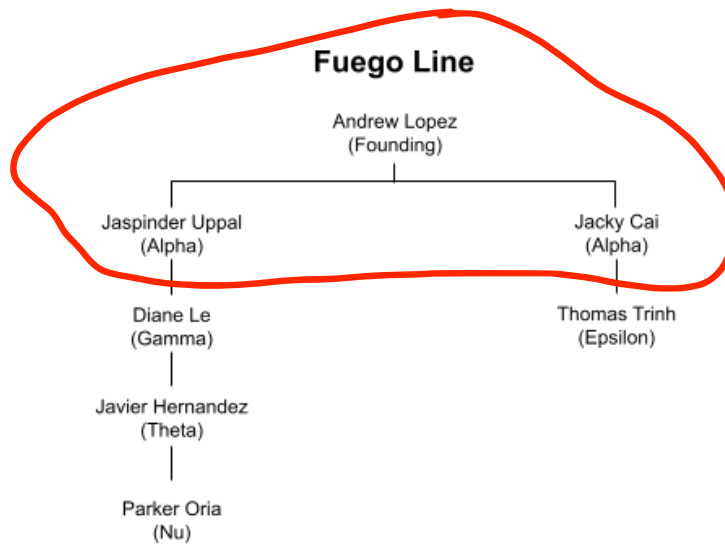 Fuego Line
Andrew Lopez
(Founding)
Jaspinder Uppal
(Alpha)
Jacky Cai
(Alpha)
Diane Le
(Gamma)
Thomas Trinh
(Epsilon)
Javier Hernandez
(Theta)
Parker Oria
(Nu)